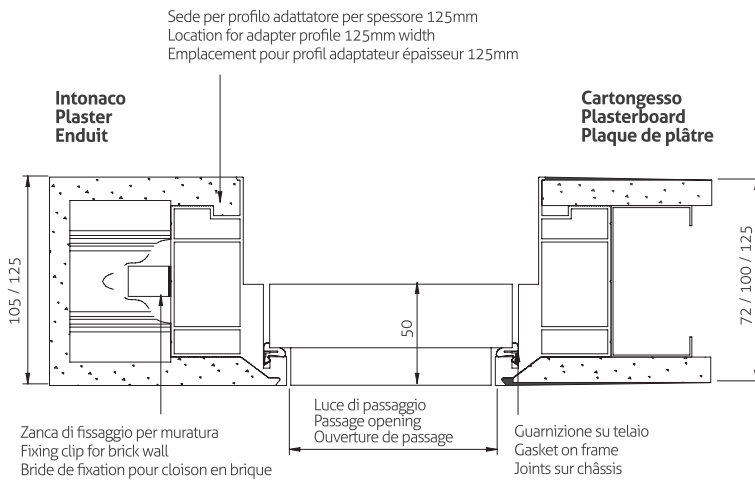 Sede per profilo adattatore per spessore 125mm
Location for adapter profile 125mm width
Emplacement pour profil adaptateur épaisseur 125mm
Intonaco
Plaster
Enduit
Cartongesso
Plasterboard
Plaque de plâtre
105 / 125
50
72 / 100 / 125
Luce di passaggio
Passage opening
Ouverture de passage
Zanca di fissaggio per muratura
Fixing clip for brick wall
Bride de fixation pour cloison en brique
Guarnizione su telaio
Gasket on frame
Joints sur châssis